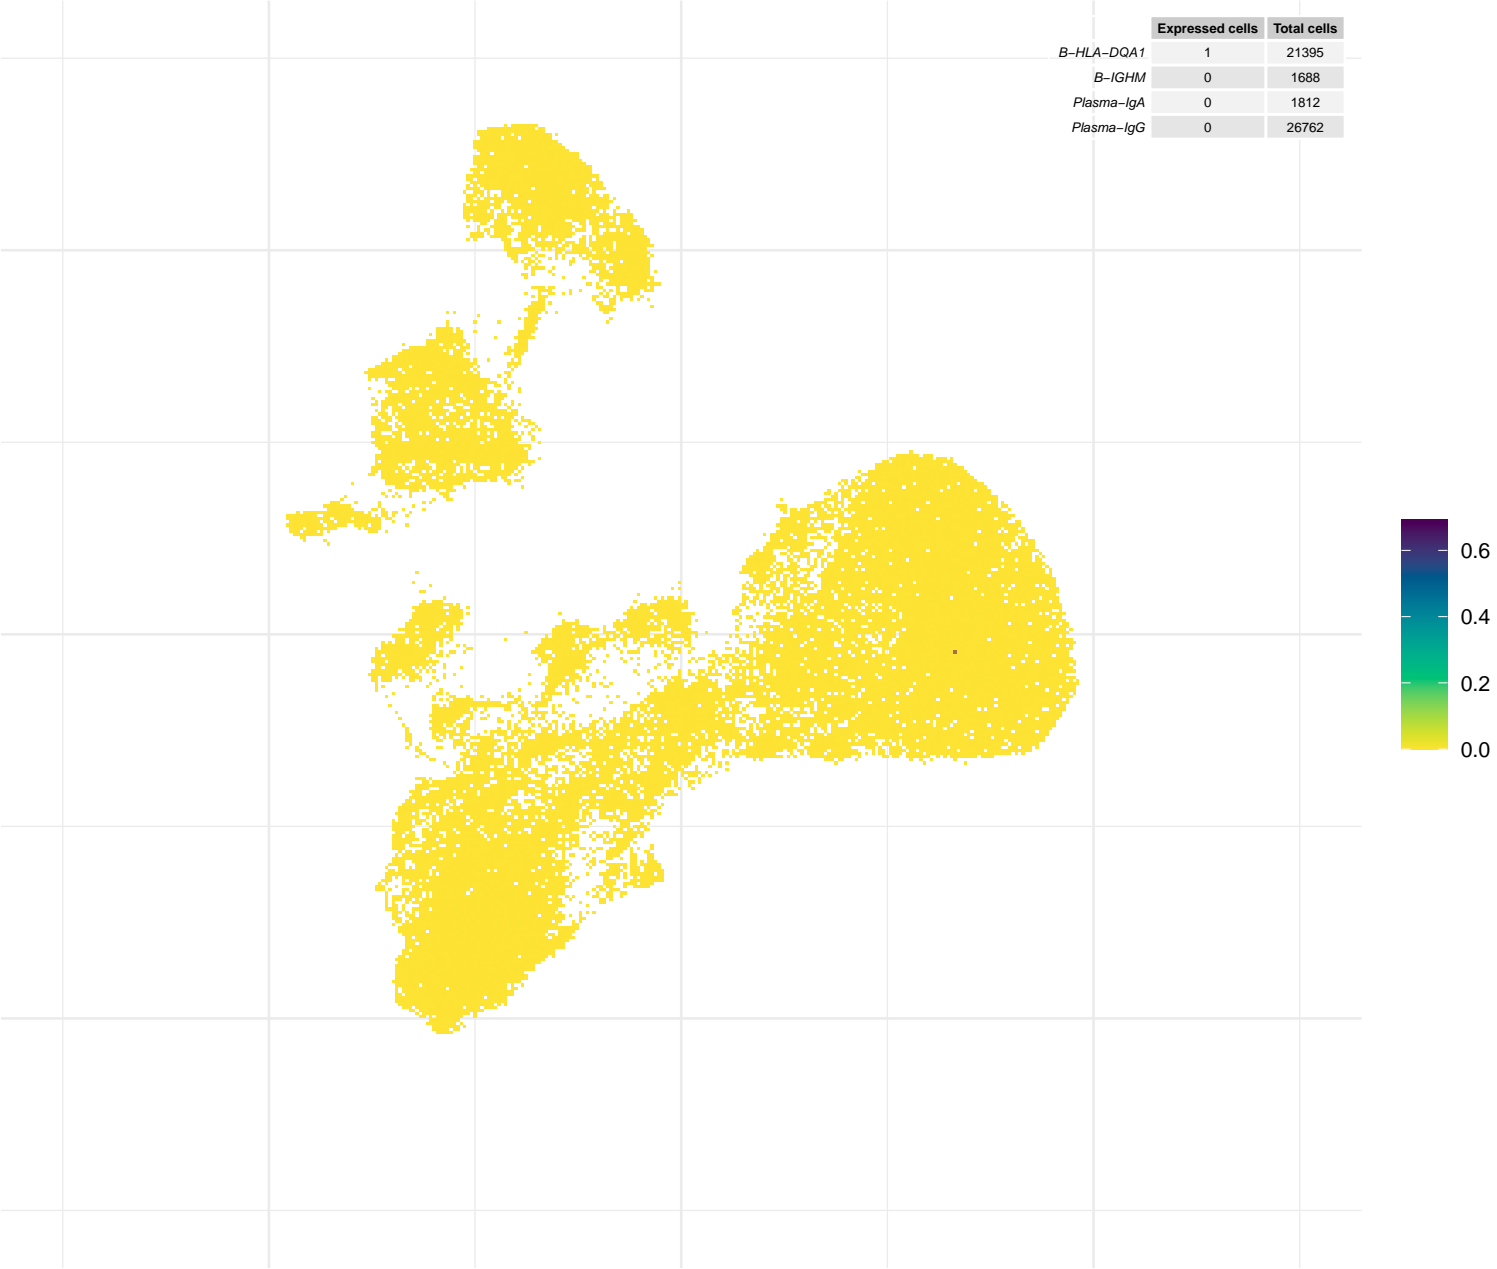 Expressed cells Total cells
B−HLA−DQA1 1 21395
B−IGHM 0 1688
Plasma−IgA 0 1812
Plasma−IgG 0 26762
0.6
0.4
0.2
0.0